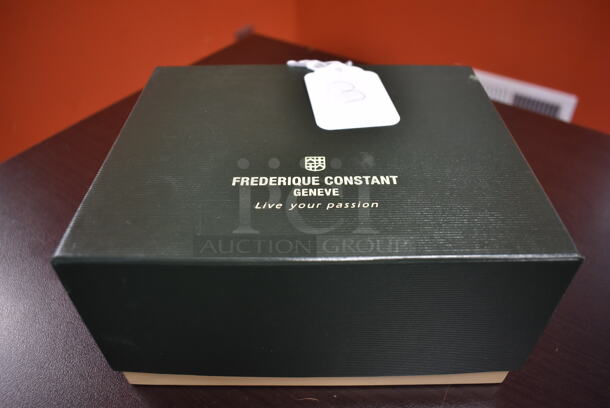 FREDERIQUE CONSTANT
GENEVE
Live your passion
AUCTION GROUP